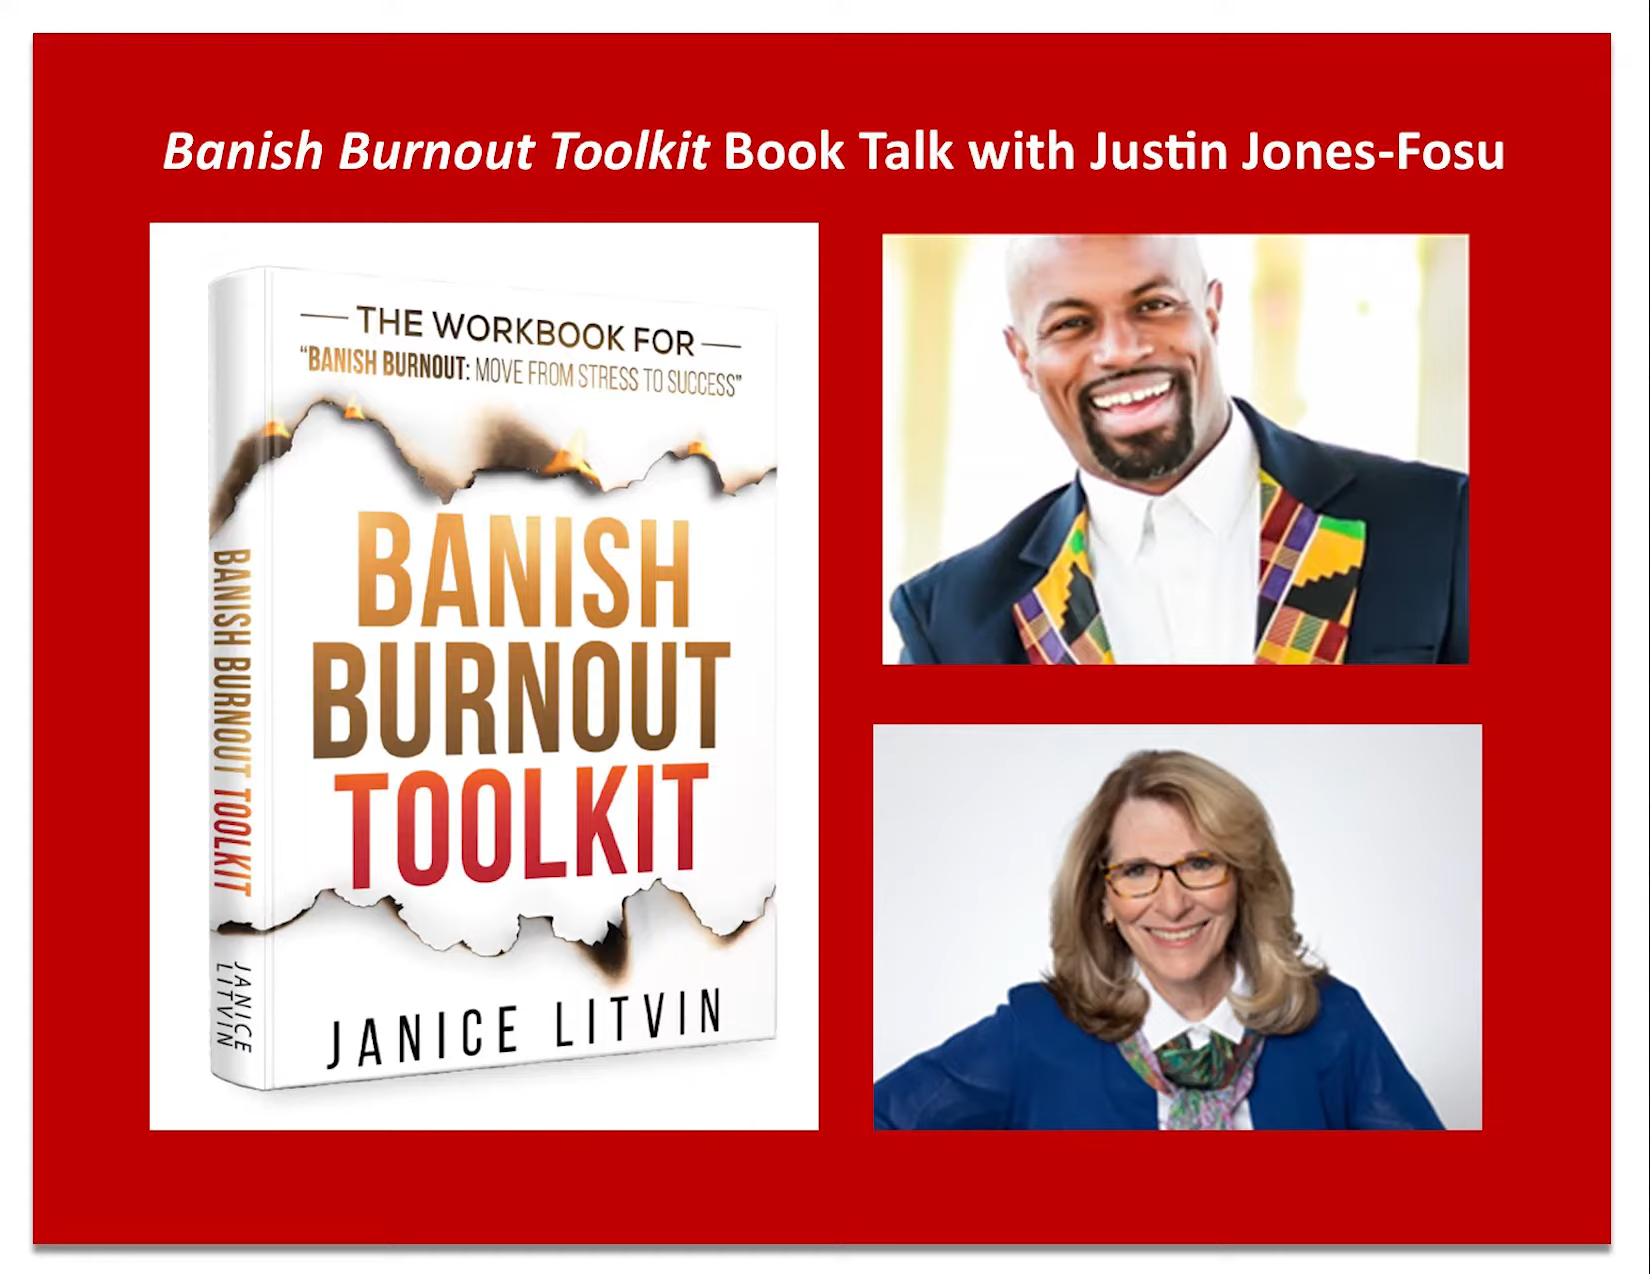 Banish Burnout Toolkit Book Talk with Justin Jones-Fosu
THE WORKBOOK FOR
"BANISH BURNOUT: MOVE FROM STRESS TO SUCCESS"
BANISH
BURNOUT
TOOLKIT
JANICE LITVIN
BANISH BURNOUT TOOLKIT
JANICE
LITVIN